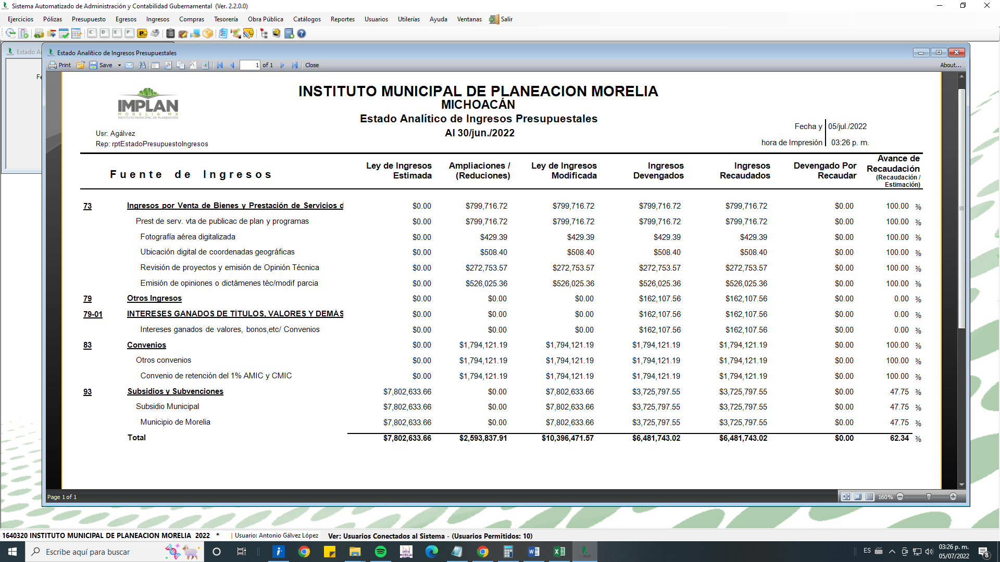 Sistema Automatizado de Administración y Contabilidad Gubernamental (Ver. 2.2.0.0)
Ejercicios Pólizas Presupuesto Egresos Ingresos Compras Tesorería Obra Pública Catálogos Reportes Usuarios Utilerías Ayuda Ventanas Salir
C D E P P
Estado A
Estado Analítico de Ingresos Presupuestales
Print Save 1 of 1 Close About...
Fe
IMPLAN
MORELIA.MX
INSTITUTO MUNICIPAL DE PLANEACIÓN
INSTITUTO MUNICIPAL DE PLANEACION MORELIA
MICHOACÁN
Estado Analítico de Ingresos Presupuestales
Al 30/jun./2022
Usr: Agálvez
Rep: rptEstadoPresupuestoIngresos
Fecha y 05/jul./2022
hora de Impresión 03:26 p. m.
Fuente de Ingresos
Ley de Ingresos Estimada
Ampliaciones / (Reduciones)
Ley de Ingresos Modificada
Ingresos Devengados
Ingresos Recaudados
Devengado Por Recaudar
Avance de Recaudación (Recaudación / Estimación)
73 Ingresos por Venta de Bienes y Prestación de Servicios d $0.00 $799,716.72 $799,716.72 $799,716.72 $799,716.72 $0.00 100.00 %
Prest de serv. vta de publicac de plan y programas $0.00 $799,716.72 $799,716.72 $799,716.72 $799,716.72 $0.00 100.00 %
Fotografía aérea digitalizada $0.00 $429.39 $429.39 $429.39 $429.39 $0.00 100.00 %
Ubicación digital de coordenadas geográficas $0.00 $508.40 $508.40 $508.40 $508.40 $0.00 100.00 %
Revisión de proyectos y emisión de Opinión Técnica $0.00 $272,753.57 $272,753.57 $272,753.57 $272,753.57 $0.00 100.00 %
Emisión de opiniones o dictámenes téc/modif parcia $0.00 $526,025.36 $526,025.36 $526,025.36 $526,025.36 $0.00 100.00 %
79 Otros Ingresos $0.00 $0.00 $0.00 $162,107.56 $162,107.56 $0.00 0.00 %
79-01 INTERESES GANADOS DE TÍTULOS, VALORES Y DEMÁS $0.00 $0.00 $0.00 $162,107.56 $162,107.56 $0.00 0.00 %
Intereses ganados de valores, bonos,etc/ Convenios $0.00 $0.00 $0.00 $162,107.56 $162,107.56 $0.00 0.00 %
83 Convenios $0.00 $1,794,121.19 $1,794,121.19 $1,794,121.19 $1,794,121.19 $0.00 100.00 %
Otros convenios $0.00 $1,794,121.19 $1,794,121.19 $1,794,121.19 $1,794,121.19 $0.00 100.00 %
Convenio de retención del 1% AMIC y CMIC $0.00 $1,794,121.19 $1,794,121.19 $1,794,121.19 $1,794,121.19 $0.00 100.00 %
93 Subsidios y Subvenciones $7,802,633.66 $0.00 $7,802,633.66 $3,725,797.55 $3,725,797.55 $0.00 47.75 %
Subsidio Municipal $7,802,633.66 $0.00 $7,802,633.66 $3,725,797.55 $3,725,797.55 $0.00 47.75 %
Municipio de Morelia $7,802,633.66 $0.00 $7,802,633.66 $3,725,797.55 $3,725,797.55 $0.00 47.75 %
Total $7,802,633.66 $2,593,837.91 $10,396,471.57 $6,481,743.02 $6,481,743.02 $0.00 62.34 %
Page 1 of 1 160%
1640320 INSTITUTO MUNICIPAL DE PLANEACION MORELIA 2022 * | Usuario: Antonio Gálvez López Ver: Usuarios Conectados al Sistema - (Usuarios Permitidos: 10)
Escribe aquí para buscar
MORELIA
ES 03:26 p. m.
05/07/2022
8